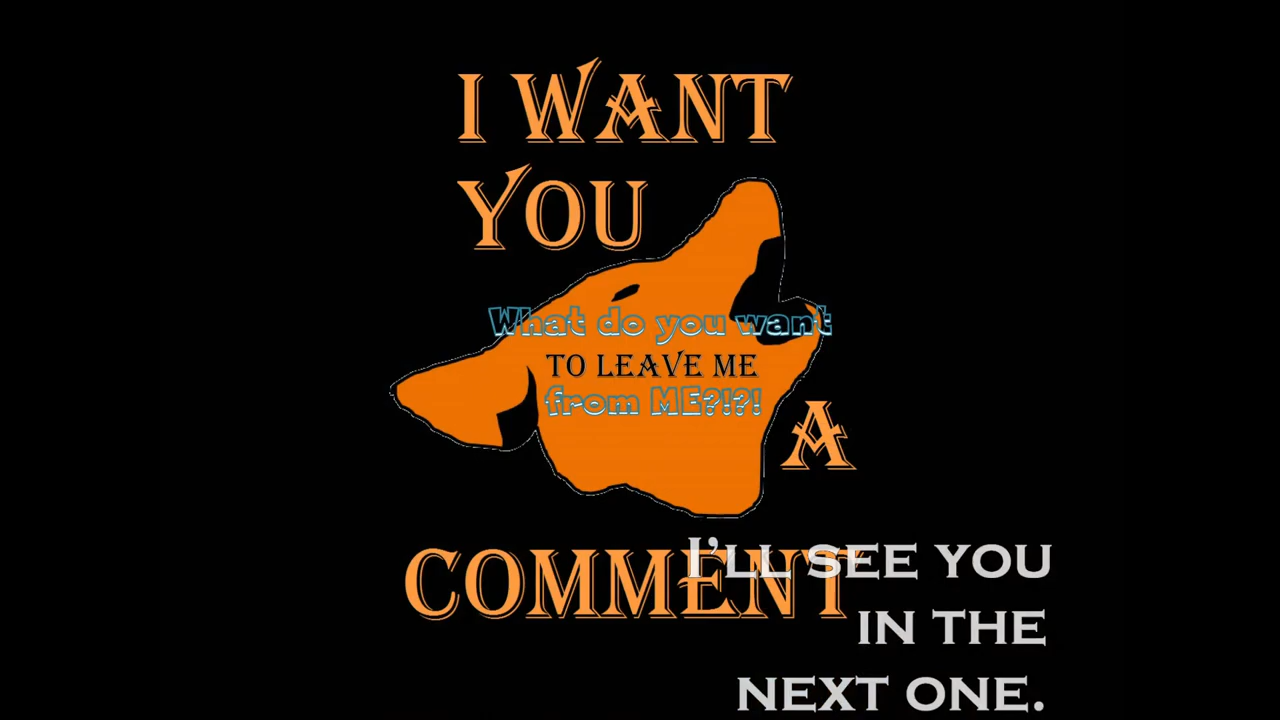 I WANT
YOU
What do you want
TO LEAVE ME
from ME?!?!
A
COMMENT
I'LL SEE YOU
IN THE
NEXT ONE.